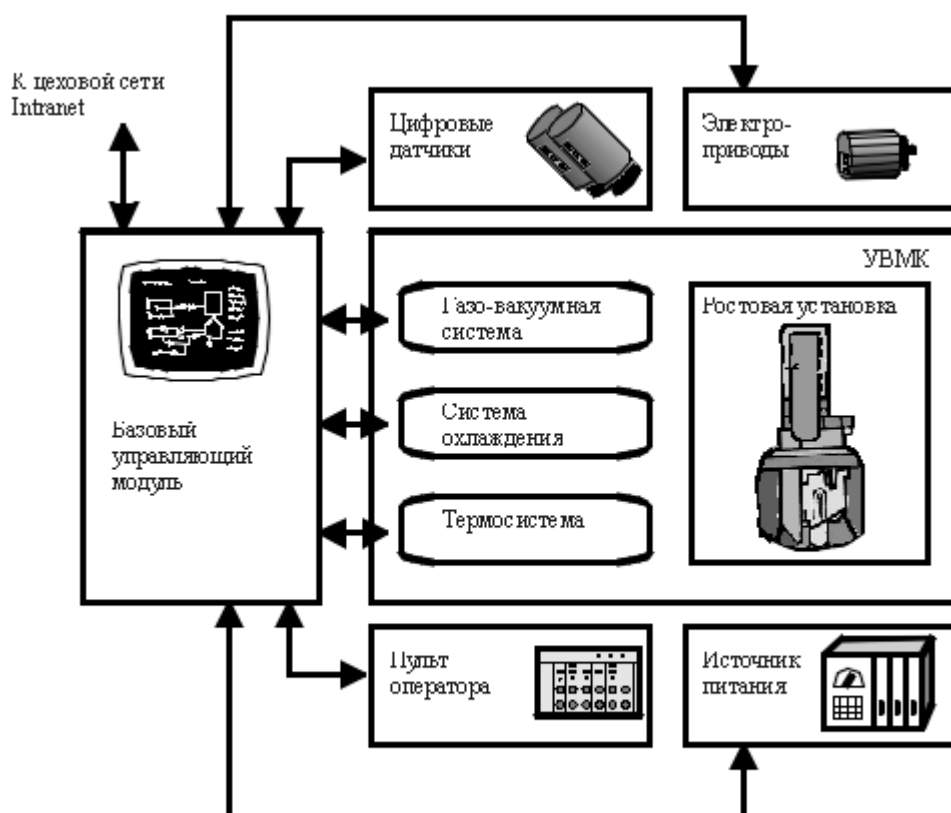 К цеховой сети
Intranet
Цифровые
датчики
Электро-
приводы
УВМК
Газо-вакуумная
система
Ростовая установка
Система
охлаждения
Базовый
управляющий
модуль
Термосистема
Пульт
оператора
Источник
питания